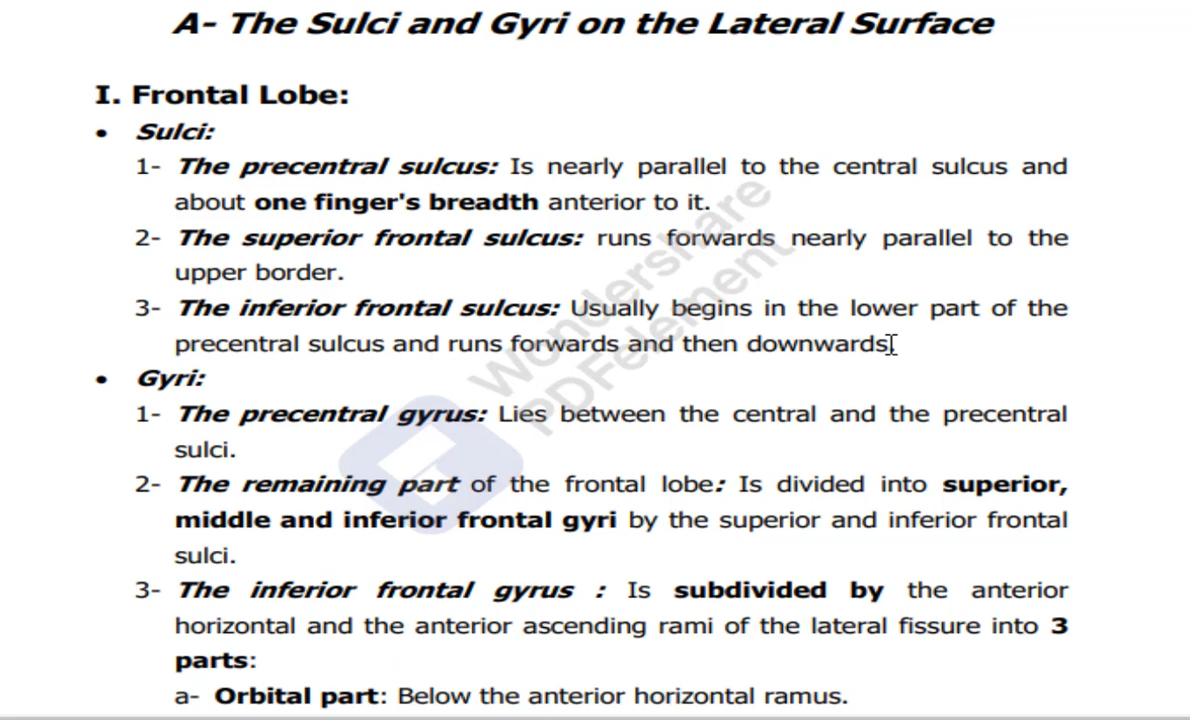 A- The Sulci and Gyri on the Lateral Surface
I. Frontal Lobe:
• Sulci:
1- The precentral sulcus: Is nearly parallel to the central sulcus and
about one finger's breadth anterior to it.
2- The superior frontal sulcus: runs forwards nearly parallel to the
upper border.
3- The inferior frontal sulcus: Usually begins in the lower part of the
precentral sulcus and runs forwards and then downwards.
• Gyri:
1- The precentral gyrus: Lies between the central and the precentral
sulci.
2- The remaining part of the frontal lobe: Is divided into superior,
middle and inferior frontal gyri by the superior and inferior frontal
sulci.
3- The inferior frontal gyrus : Is subdivided by the anterior
horizontal and the anterior ascending rami of the lateral fissure into 3
parts:
a- Orbital part: Below the anterior horizontal ramus.
Wondershare
PDFelement